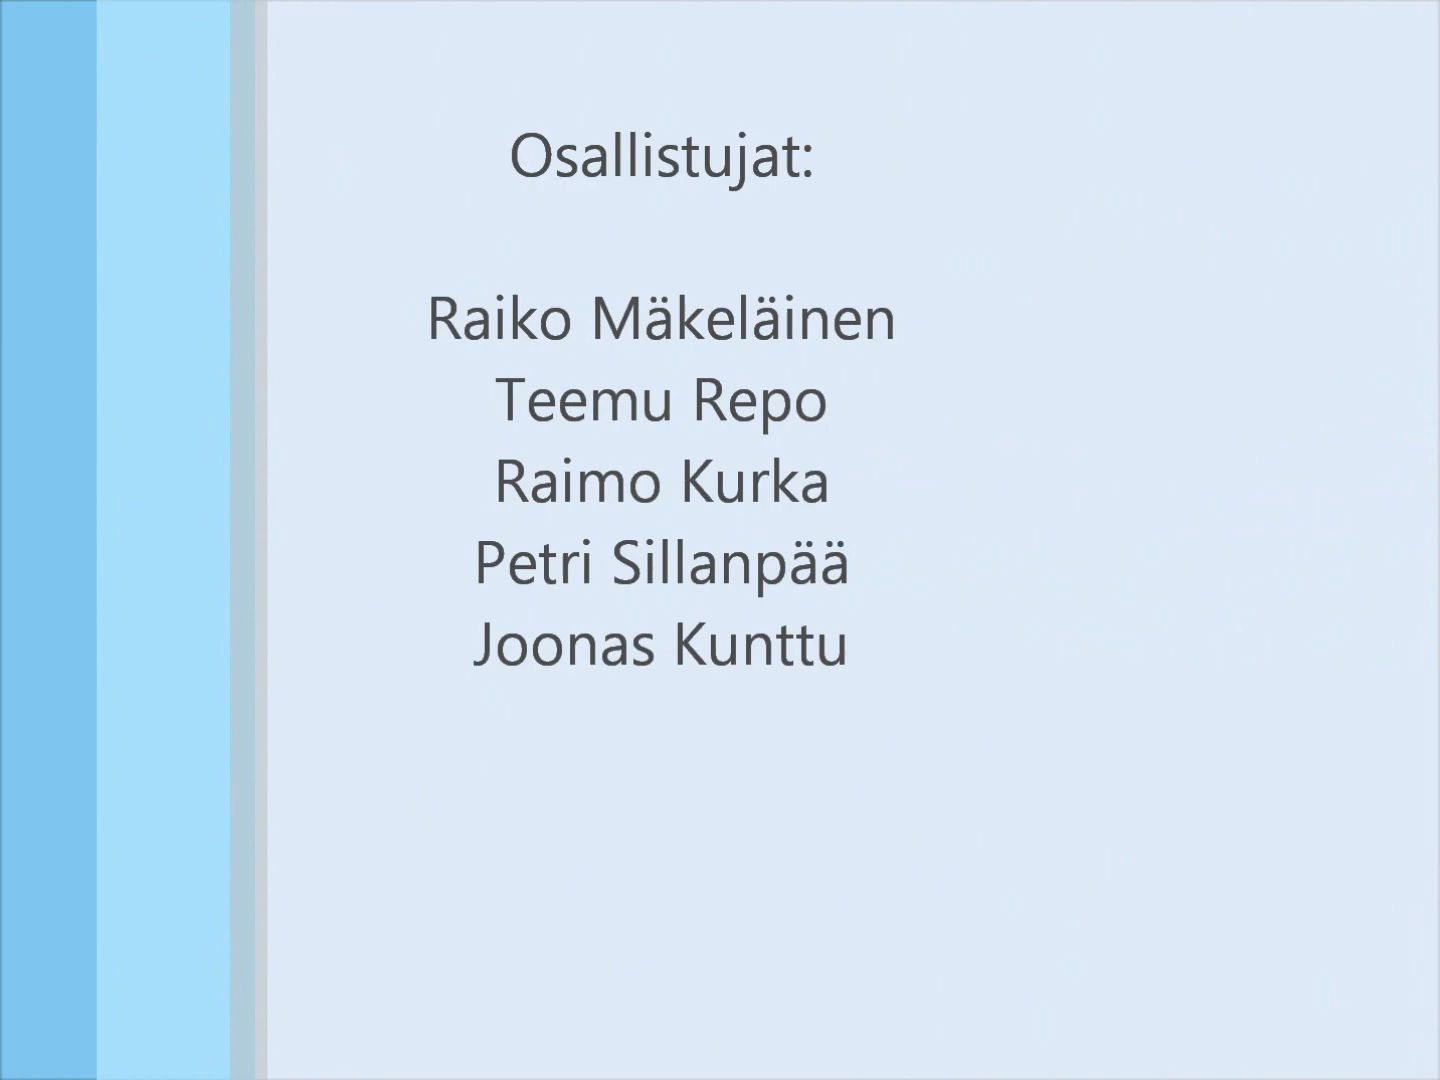 Osallistujat:
Raiko Mäkeläinen
Teemu Repo
Raimo Kurka
Petri Sillanpää
Joonas Kunttu